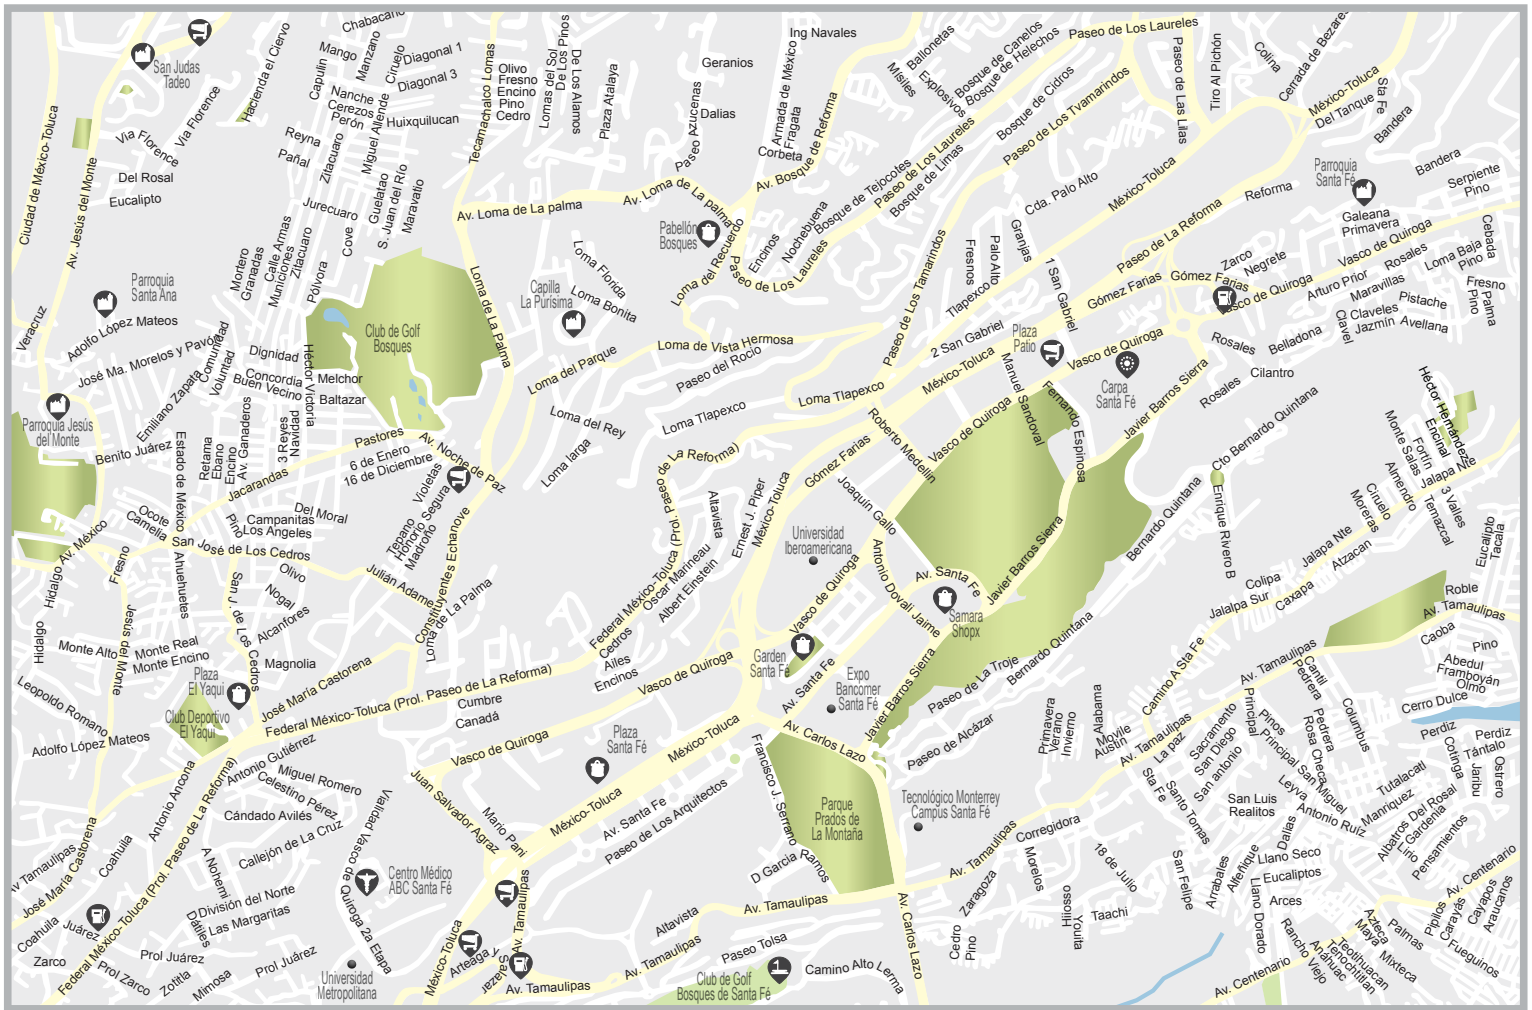 Chabacano
Mango
Manzano
Ciruelo
Capulín
Diagonal 1
Diagonal 3
Nanche
Cerezos
Perón
Miguel Allende
Huixquilucan
Hacienda el Ciervo
San Judas
Tadeo
Vía Florence
Vía Florence
Ciudad de México-Toluca
Av. Jesús del Monte
Del Rosal
Eucalipto
Reyna
Pañal
Zitacuaro
Jurecuaro
Guelatao
S. Juan del Río
Maravatio
Cove
Tecamachalco Lomas
Olivo
Fresno
Encino
Pino
Cedro
Lomas del Sol
De Los Pinos
De Los Alamos
Plaza Atalaya
Geranios
Dalias
Paseo Azucenas
Ing Navales
Armada de México
Fragata
Corbeta
Av. Bosque de Reforma
Ballonetas
Misiles
Explosivos
Bosque de Canelos
Bosque de Helechos
Bosque de Cidros
Paseo de Los Laureles
Paseo de Los Tvamarindos
Paseo de Las Lilas
Tiro Al Pichón
Colina
Cerrada de Bezares
México-Toluca
Del Tanque
Sta Fe
Bandera
Bandera
Serpiente
Pino
Parroquia
Santa Fé
Galeana
Primavera
Reforma
Cebada
Av. Loma de La palma
Av. Loma de La palma
Pabellón
Bosques
Loma del Recuerdo
Encinos
Nochebuena
Bosque de Tejocotes
Paseo de Los Laureles
Bosque de Limas
Paseo de Los Laureles
Cda. Palo Alto
México-Toluca
Granjas
Palo Alto
Fresnos
1 San Gabriel
Paseo de La Reforma
Gómez Farias
Gómez Farias
Zarco
Negrete
Vasco de Quiroga
Vasco de Quiroga
Arturo Prior
Rosales
Maravillas
Loma Baja
Pino
Fresno
Palma
Pino
Pistache
Claveles
Clavel
Jazmín
Avellana
Belladona
Mortero
Granadas
Calle Armas
Municiones
Zitácuaro
Pólvora
Parroquia
Santa Ana
Adolfo López Mateos
Veracruz
José Ma. Morelos y Pavón
Comunidad
Voluntad
Dignidad
Concordia
Buen Vecino
Héctor Victoria
Melchor
Baltazar
Club de Golf
Bosques
Loma de La Palma
Loma Florida
Loma Bonita
Capilla
La Purísima
Loma del Parque
Loma de Vista Hermosa
Paseo del Rocío
Loma Tlapexco
Loma Tlapexco
Paseo de Los Tamarindos
Tlapexco
2 San Gabriel
México-Toluca
Plaza
Patio
Vasco de Quiroga
Carpa
Santa Fé
Rosales
Rosales
Cilantro
Javier Barros Sierra
Cto Bernardo Quintana
Héctor Hernández
Encinal
Fortín
Monte Salas
Almendro
Ciruelo
Moreras
Jalapa Nte
3 Valles
Temazcal
Eucalipto
Tacala
Parroquia Jesús
del Monte
Benito Juárez
Emiliano Zapata
Estado de México
Retama
Ebano
Encino
Av. Ganaderos
3 Reyes
Navidad
Pastores
6 de Enero
16 de Diciembre
Jacarandas
Av. Noche de Paz
Violetas
Honorio Segura
Tepano
Madroño
Loma del Rey
Loma larga
Manuel Sandoval
Fernando Espinosa
Roberto Medellin
Vasco de Quiroga
Gómez Farias
Joaquín Gallo
Altavista
Ernest J. Piper
México-Toluca
Federal México-Toluca (Prol. Paseo de La Reforma)
Oscar Marineau
Albert Einstein
Universidad
Iberoamericana
Antonio Dovali Jaime
Av. Santa Fe
Javier Barros Sierra
Bernardo Quintana
Enrique Rivero B
Jalapa Nte
Atzacan
Colipa
Caxapa
Jalalpa Sur
Roble
Av. Tamaulipas
Caoba
Pino
Abedul
Framboyán
Olmo
Cerro Dulce
Hidalgo
Av. México
Ocote
Camelia
Pino
Campanitas
Los Angeles
Del Moral
San José de Los Cedros
Fresno
Ahuehuetes
San J. de Los Cedros
Olivo
Nogal
Alcanfores
Julián Adame
Constituyentes Echanove
Loma de La Palma
Hidalgo
Monte Alto
Jesús del Monte
Monte Real
Monte Encino
Magnolia
Plaza
El Yaqui
Club Deportivo
El Yaqui
José María Castorena
Federal México-Toluca (Prol. Paseo de La Reforma)
Cedros
Ailes
Encinos
Cumbre
Canadá
Vasco de Quiroga
Vasco de Quiroga
Vasco de Quiroga
Garden
Santa Fé
Samara
Shopx
Expo
Bancomer
Santa Fé
Av. Santa Fe
Javier Barros Sierra
Paseo de La Troje
Bernardo Quintana
Paseo de Alcázar
Av. Carlos Lazo
Primavera
Verano
Invierno
Alabama
Movile
Austin
Camino A Sta Fe
Av. Tamaulipas
Av. Tamaulipas
La paz
Sacramento
San Diego
San antonio
Principal
Pinos
Principal San Miguel
Cantil
Pedrera
Pedrera
Rosa Checa
Columbus
Perdiz
Perdiz
Tántalo
Cotinga
Jaribu
Ostrero
Leopoldo Romano
Adolfo López Mateos
Antonio Gutiérrez
Miguel Romero
Celestino Pérez
Cándado Avilés
Callejón de La Cruz
Vialidad Vasco de Quiroga 2a Etapa
Antonio Ancona
Federal México-Toluca (Prol. Paseo de La Reforma)
Plaza
Santa Fé
México-Toluca
México-Toluca
Juan Salvador Agraz
Mario Pani
Av. Santa Fe
Paseo de Los Arquitectos
Francisco J. Serrano
Parque
Prados de
La Montaña
D Garcia Ramos
Tecnológico Monterrey
Campus Santa Fé
Av. Tamaulipas
Corregidora
Morelos
Zaragoza
18 de Julio
Sta Fe
Santo Tomas
San Felipe
Arrabales
Alfenique
Dalias
San Luis
Realitos
Leyva
Antonio Ruíz
Manriquez
Tutalacatl
Albatros Del Rosal
Gardenia
Lirio
Pensamientos
Llano Seco
Eucaliptos
Arces
Llano Dorado
Av. Centenario
José María Castorena
Av Tamaulipas
Coahuila
Coahuila
Juárez
Zarco
Prol Zarco
A Nohemi
División del Norte
Las Margaritas
Dátiles
Prol Juárez
Prol Juárez
Zotitla
Mimosa
Centro Médico
ABC Santa Fé
Universidad
Metropolitana
México-Toluca
Av. Tamaulipas
Arteaga y
Salazar
Av. Tamaulipas
Av. Tamaulipas
Av. Tamaulipas
Altavista
Paseo Tolsa
Club de Golf
Bosques de Santa Fé
Camino Alto Lerma
Av. Carlos Lazo
Cedro
Pino
Hilioso
Youita
Taachi
Rancho Viejo
Anáhuac
Tenochtitlan
Teotihuacan
Azteca
Maya
Mixteca
Palmas
Pipilos
Carayás
Cayapos
Araucanos
Fueguinos
Av. Centenario